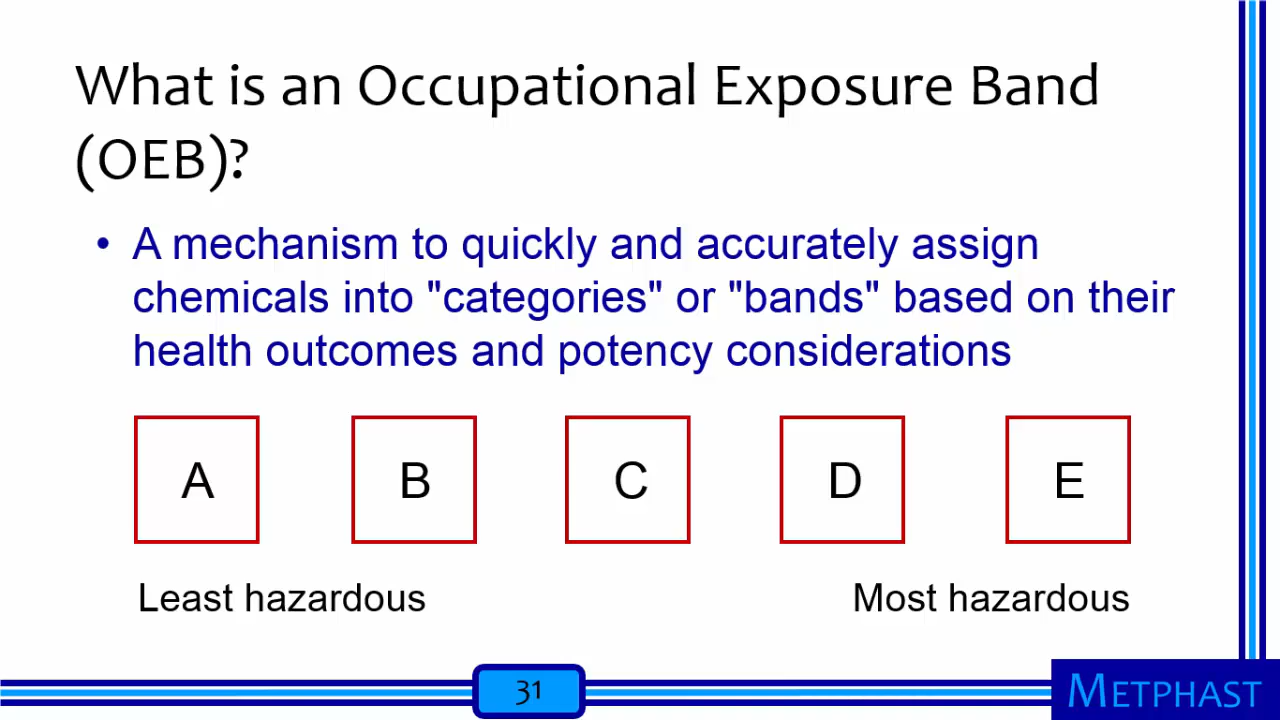 What is an Occupational Exposure Band
(OEB)?
• A mechanism to quickly and accurately assign
chemicals into "categories" or "bands" based on their
health outcomes and potency considerations
A B C D E
Least hazardous Most hazardous
31
METPHAST